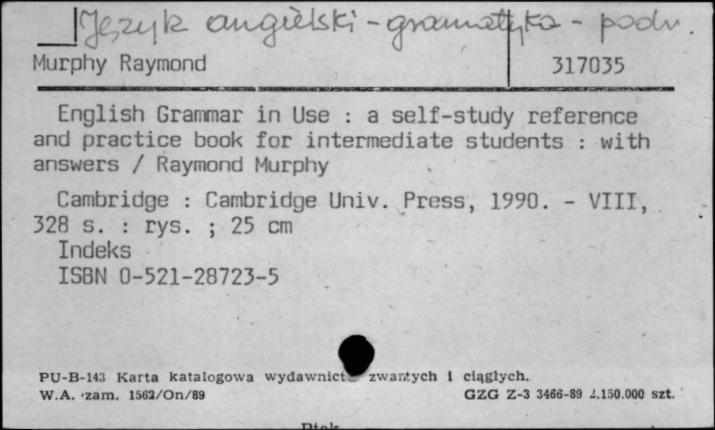 Język angielski - gramatyka - podr.
Murphy Raymond 317035
English Grammar in Use : a self-study reference
and practice book for intermediate students : with
answers / Raymond Murphy
Cambridge : Cambridge Univ. Press, 1990. - VIII,
328 s. : rys. ; 25 cm
Indeks
ISBN 0-521-28723-5
PU-B-143 Karta katalogowa wydawnict zwartych i ciągłych.
W.A. zam. 1562/On/89 GZG Z-3 3466-89 2.150.000 szt.